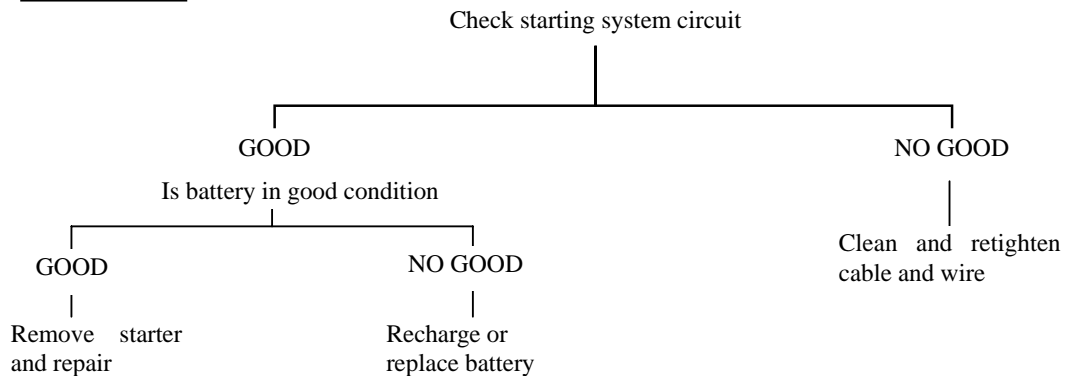 Check starting system circuit
GOOD
NO GOOD
Is battery in good condition
Clean and retighten
cable and wire
GOOD
NO GOOD
Remove starter
and repair
Recharge or
replace battery